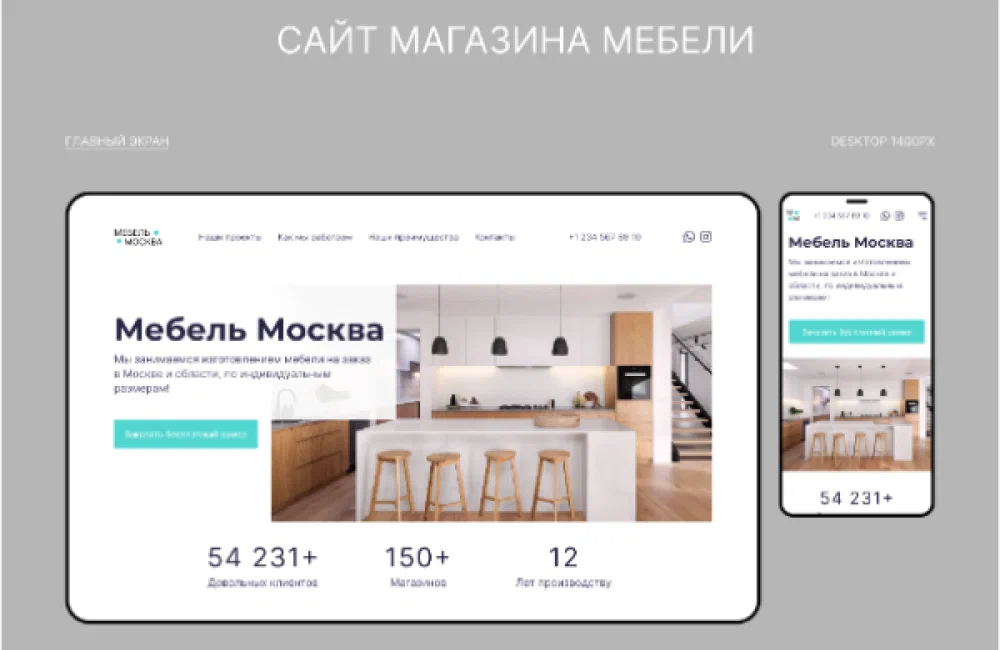 САЙТ МАГАЗИНА МЕБЕЛИ
ГЛАВНЫЙ ЭКРАН
DESKTOP 1400PX
МЕБЕЛЬ
МОСКВА
Наши проекты
Как мы работаем
Наши преимущества
Контакты
+1 234 567 89 10
Мебель Москва
Мы занимаемся изготовлением мебели на заказ
в Москве и области, по индивидуальным
размерам!
Заказать бесплатный замер
54 231+
Довольных клиентов
150+
Магазинов
12
Лет производству
+1 234 567 89 10
Мебель Москва
Мы занимаемся изготовлением
мебели на заказ в Москве и
области, по индивидуальным
размерам!
Заказать бесплатный замер
54 231+